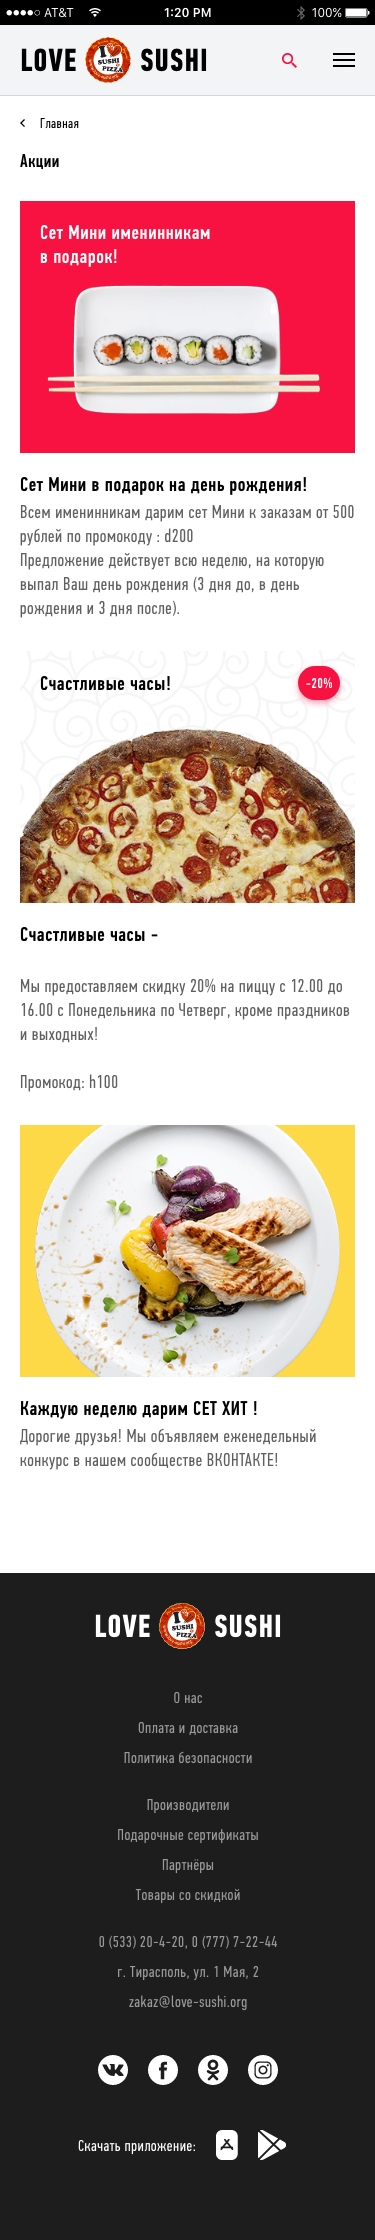 AT&T 1:20 PM 100%
LOVE I SUSHI PIZZA SUSHI
Главная
Акции
Сет Мини именинникам
в подарок!
Сет Мини в подарок на день рождения!
Всем именинникам дарим сет Мини к заказам от 500
рублей по промокоду : d200
Предложение действует всю неделю, на которую
выпал Ваш день рождения (3 дня до, в день
рождения и 3 дня после).
Счастливые часы! -20%
Счастливые часы -
Мы предоставляем скидку 20% на пиццу с 12.00 до
16.00 с Понедельника по Четверг, кроме праздников
и выходных!
Промокод: h100
Каждую неделю дарим СЕТ ХИТ !
Дорогие друзья! Мы объявляем еженедельный
конкурс в нашем сообществе ВКОНТАКТЕ!
LOVE I SUSHI PIZZA SUSHI
О нас
Оплата и доставка
Политика безопасности
Производители
Подарочные сертификаты
Партнёры
Товары со скидкой
0 (533) 20-4-20, 0 (777) 7-22-44
г. Тирасполь, ул. 1 Мая, 2
zakaz@love-sushi.org
Скачать приложение: